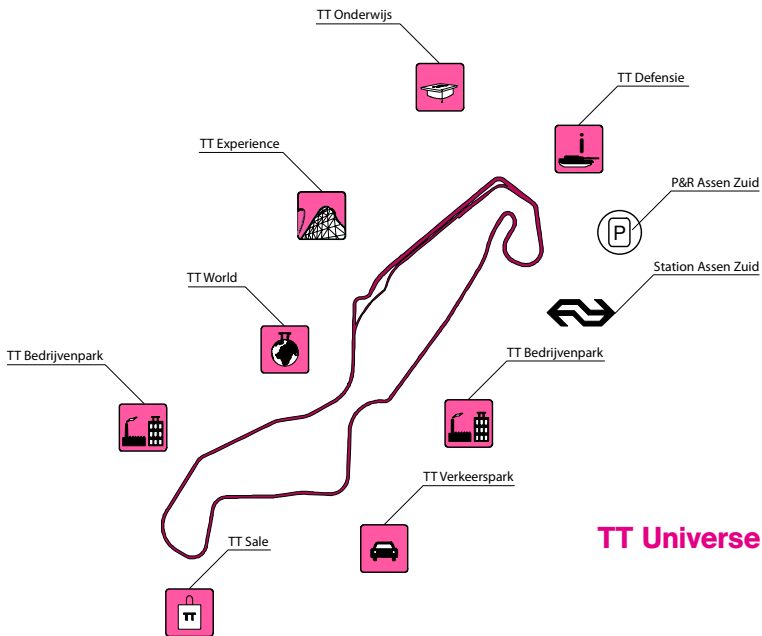 TT Onderwijs
TT Defensie
TT Experience
P&R Assen Zuid
P
Station Assen Zuid
TT World
TT Bedrijvenpark
TT Bedrijvenpark
TT Verkeerspark
TT Universe
TT Sale
TT
i